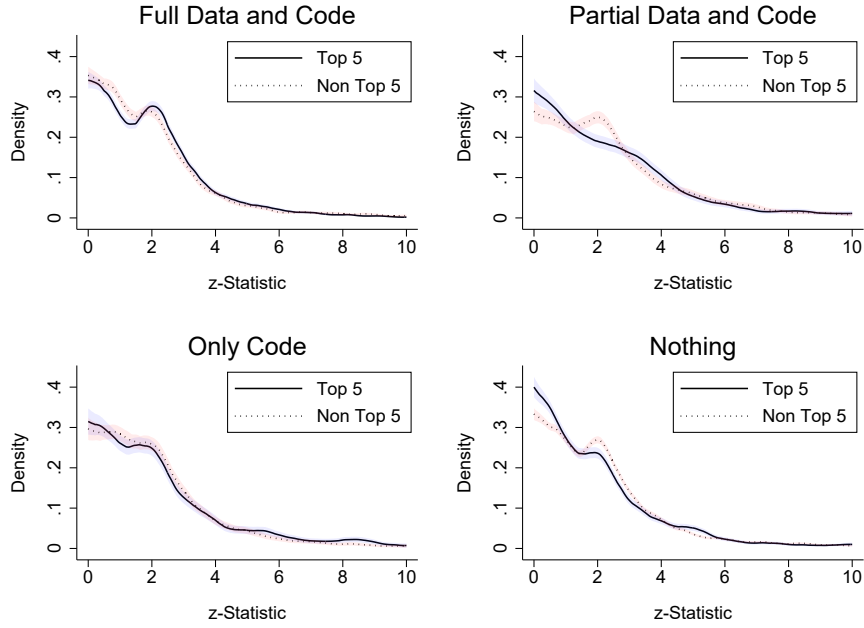 Full Data and Code
Density
0 .1 .2 .3 .4
Top 5
Non Top 5
0 2 4 6 8 10
z-Statistic
Partial Data and Code
Density
0 .1 .2 .3 .4
Top 5
Non Top 5
0 2 4 6 8 10
z-Statistic
Only Code
Density
0 .1 .2 .3 .4
Top 5
Non Top 5
0 2 4 6 8 10
z-Statistic
Nothing
Density
0 .1 .2 .3 .4
Top 5
Non Top 5
0 2 4 6 8 10
z-Statistic